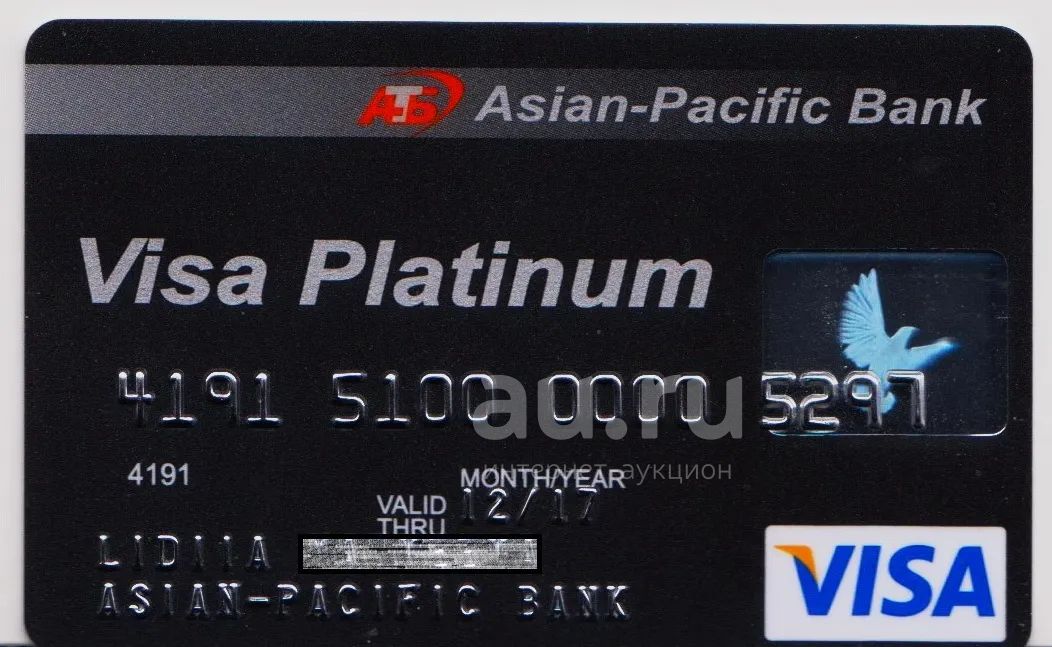 АТБ Asian-Pacific Bank
Visa Platinum
4191 5100 0000 5297
au.ru
4191
интернет-аукцион
MONTH/YEAR
VALID THRU 12/17
LIDIIA
ASIAN-PACIFIC BANK
VISA